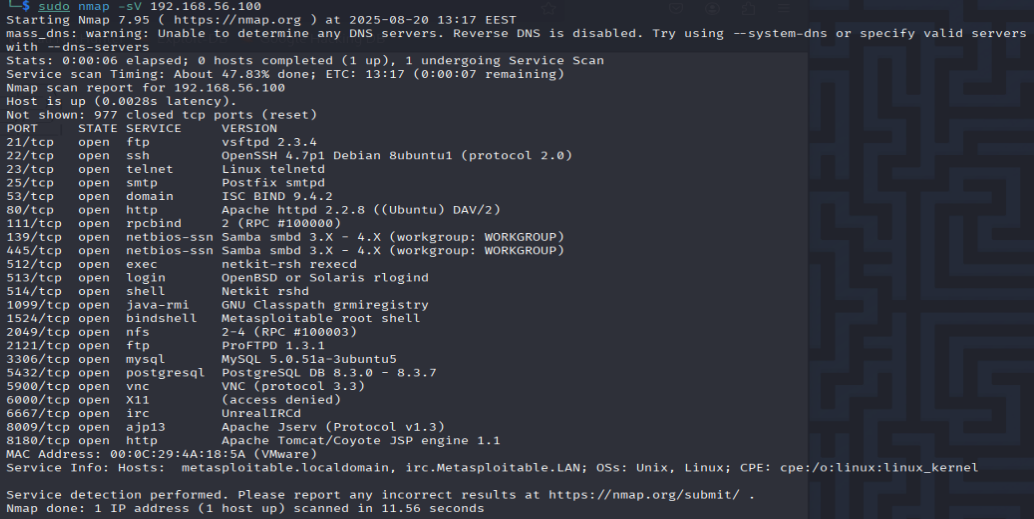 └─$ sudo nmap -sV 192.168.56.100
Starting Nmap 7.95 ( https://nmap.org ) at 2025-08-20 13:17 EEST
mass_dns: warning: Unable to determine any DNS servers. Reverse DNS is disabled. Try using --system-dns or specify valid servers
with --dns-servers
Stats: 0:00:06 elapsed; 0 hosts completed (1 up), 1 undergoing Service Scan
Service scan Timing: About 47.83% done; ETC: 13:17 (0:00:07 remaining)
Nmap scan report for 192.168.56.100
Host is up (0.0028s latency).
Not shown: 977 closed tcp ports (reset)
PORT     STATE SERVICE     VERSION
21/tcp   open  ftp         vsftpd 2.3.4
22/tcp   open  ssh         OpenSSH 4.7p1 Debian 8ubuntu1 (protocol 2.0)
23/tcp   open  telnet      Linux telnetd
25/tcp   open  smtp        Postfix smtpd
53/tcp   open  domain      ISC BIND 9.4.2
80/tcp   open  http        Apache httpd 2.2.8 ((Ubuntu) DAV/2)
111/tcp  open  rpcbind     2 (RPC #100000)
139/tcp  open  netbios-ssn Samba smbd 3.X - 4.X (workgroup: WORKGROUP)
445/tcp  open  netbios-ssn Samba smbd 3.X - 4.X (workgroup: WORKGROUP)
512/tcp  open  exec        netkit-rsh rexecd
513/tcp  open  login       OpenBSD or Solaris rlogind
514/tcp  open  shell       Netkit rshd
1099/tcp open  java-rmi    GNU Classpath grmiregistry
1524/tcp open  bindshell   Metasploitable root shell
2049/tcp open  nfs         2-4 (RPC #100003)
2121/tcp open  ftp         ProFTPD 1.3.1
3306/tcp open  mysql       MySQL 5.0.51a-3ubuntu5
5432/tcp open  postgresql  PostgreSQL DB 8.3.0 - 8.3.7
5900/tcp open  vnc         VNC (protocol 3.3)
6000/tcp open  X11         (access denied)
6667/tcp open  irc         UnrealIRCd
8009/tcp open  ajp13       Apache Jserv (Protocol v1.3)
8180/tcp open  http        Apache Tomcat/Coyote JSP engine 1.1
MAC Address: 00:0C:29:4A:18:5A (VMware)
Service Info: Hosts:  metasploitable.localdomain, irc.Metasploitable.LAN; OSs: Unix, Linux; CPE: cpe:/o:linux:linux_kernel

Service detection performed. Please report any incorrect results at https://nmap.org/submit/ .
Nmap done: 1 IP address (1 host up) scanned in 11.56 seconds